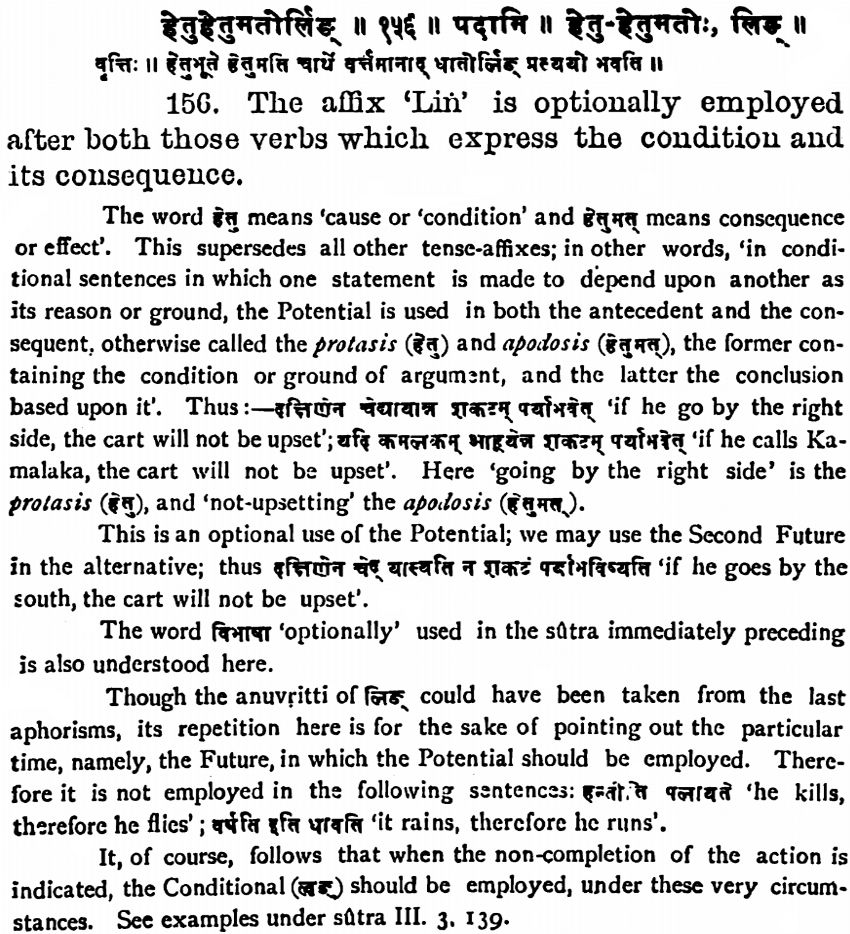 हेतुहेतुमतोर्लिङ् ॥ १५६ ॥ पदानि ॥ हेतु-हेतुमतोः, लिङ् ॥
वृत्तिः ॥ हेतुभूते हेतुमति चार्थे वर्त्तमानाद् धातोर्लिङ् प्रत्ययो भवति ॥
156. The affix ‘Liṅ’ is optionally employed
after both those verbs which express the condition and
its consequence.
The word हेतु means ‘cause or ‘condition’ and हेतुमत् means consequence
or effect’. This supersedes all other tense-affixes; in other words, ‘in condi-
tional sentences in which one statement is made to depend upon another as
its reason or ground, the Potential is used in both the antecedent and the con-
sequent, otherwise called the protasis (हेतु) and apodosis (हेतुमत्), the former con-
taining the condition or ground of argument, and the latter the conclusion
based upon it’. Thus :—दक्षिणेन चेद्यायान्न शकटम् पर्याभवेत् ‘if he go by the right
side, the cart will not be upset’; यदि कमलकम् आह्वयेन्न शकटम् पर्याभवेत् ‘if he calls Ka-
malaka, the cart will not be upset’. Here ‘going by the right side’ is the
protasis (हेतु), and ‘not-upsetting’ the apodosis (हेतुमत्).
This is an optional use of the Potential; we may use the Second Future
in the alternative; thus दक्षिणेन चेद् यास्यति न शकटं पर्याभविष्यति ‘if he goes by the
south, the cart will not be upset’.
The word विभाषा ‘optionally’ used in the sûtra immediately preceding
is also understood here.
Though the anuvṛitti of लिङ् could have been taken from the last
aphorisms, its repetition here is for the sake of pointing out the particular
time, namely, the Future, in which the Potential should be employed. There-
fore it is not employed in the following sentences: हन्तीति पलायते ‘he kills,
therefore he flies’ ; वर्षति इति धावति ‘it rains, therefore he runs’.
It, of course, follows that when the non-completion of the action is
indicated, the Conditional (लृङ्) should be employed, under these very circum-
stances. See examples under sûtra III. 3. 139.